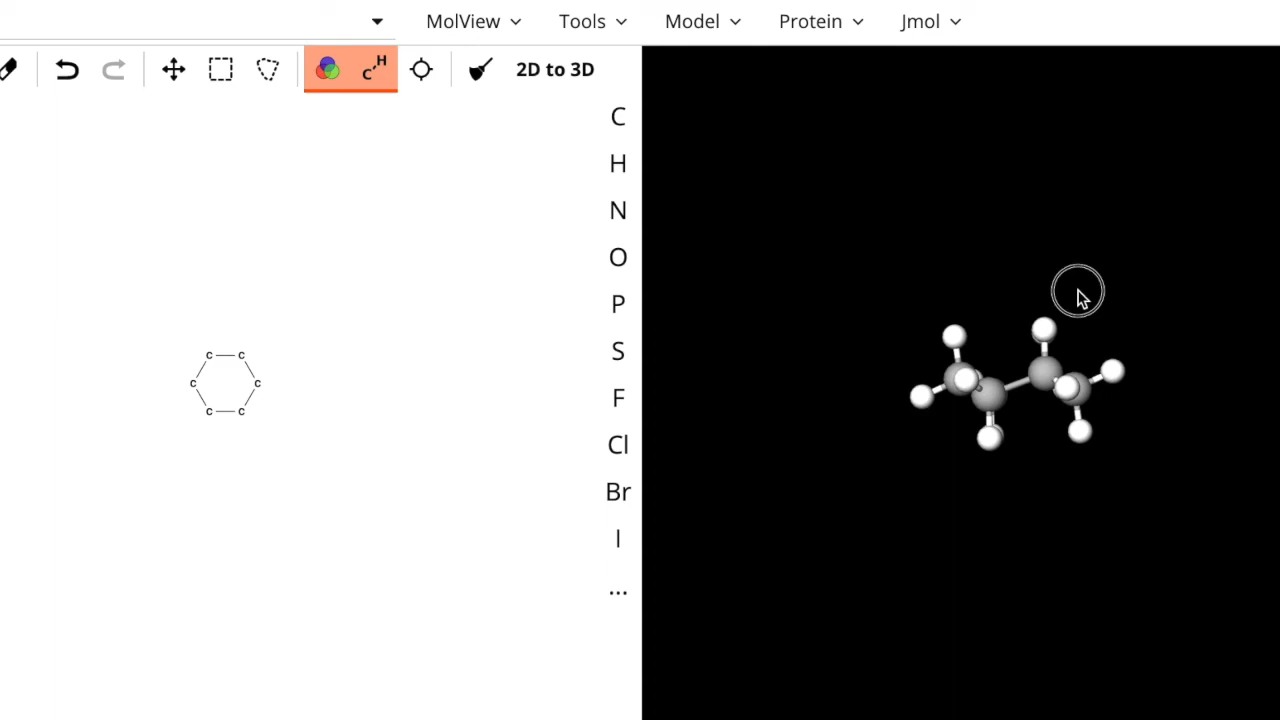 MolView Tools Model Protein Jmol
C H 2D to 3D
C
H
N
O
P
S
F
Cl
Br
I
...
C C
C C
C C